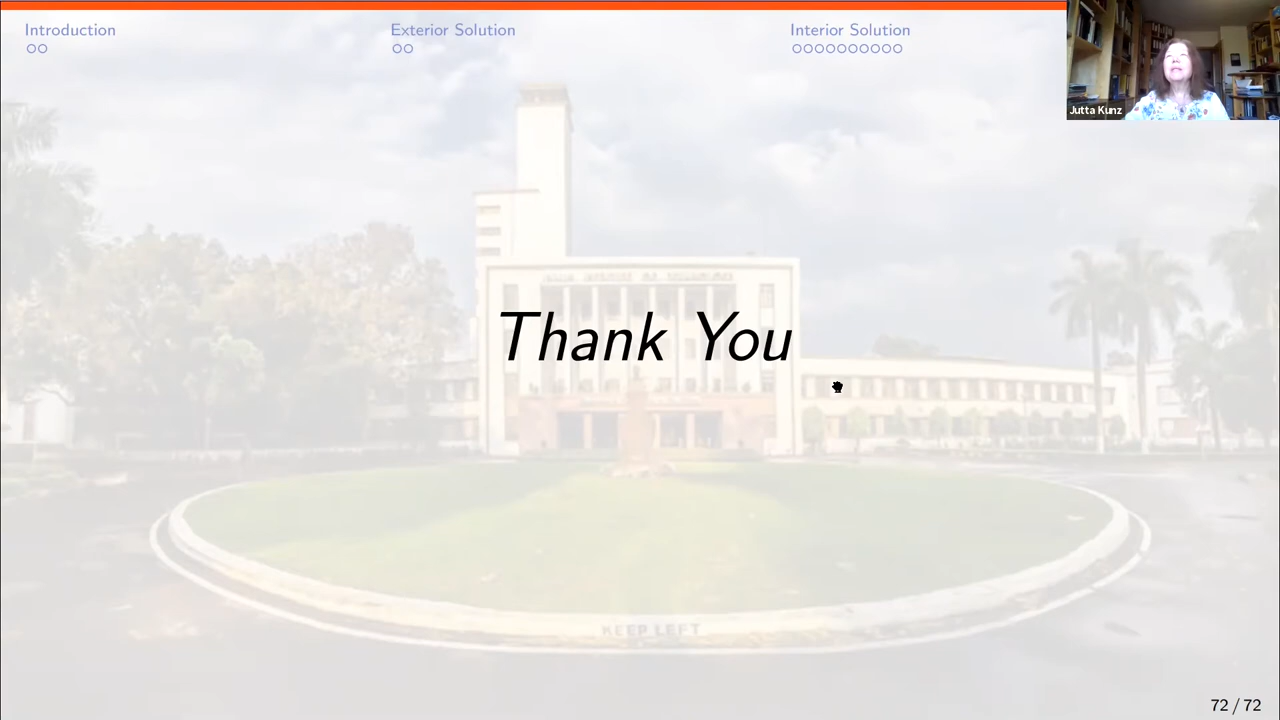 Introduction
Exterior Solution
Interior Solution
Jutta Kunz
Thank You
KEEP LEFT
72 / 72